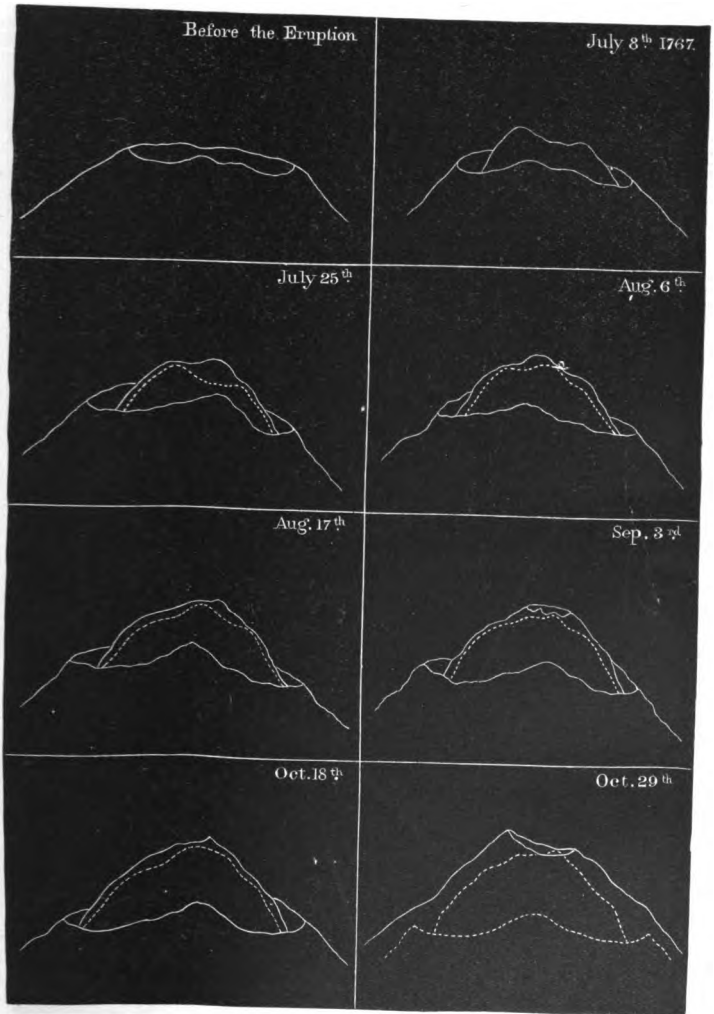 Before the Eruption
July 8th 1767.
July 25th
Aug. 6th
Aug. 17th
Sep. 3rd
Oct. 18th
Oct. 29th